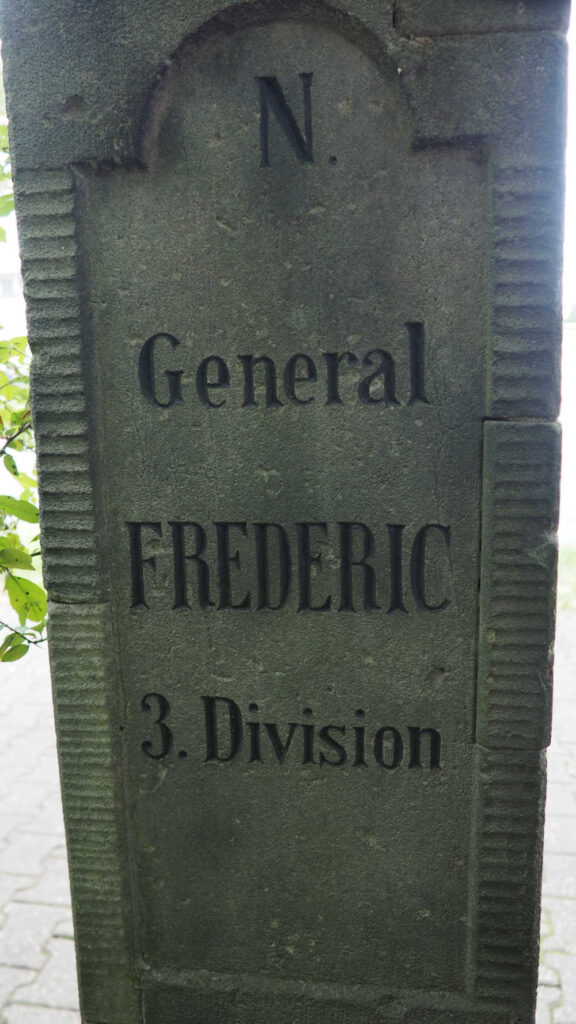 N.
General
FREDERIC
3. Division